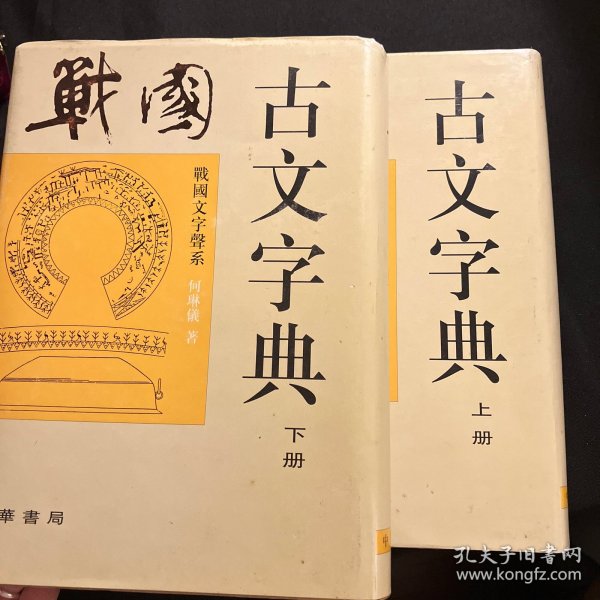 戰國
古文字典
下册
戰國文字聲系
何琳儀 著
華書局
中
古文字典
上册
孔夫子旧书网
www.kongfz.com